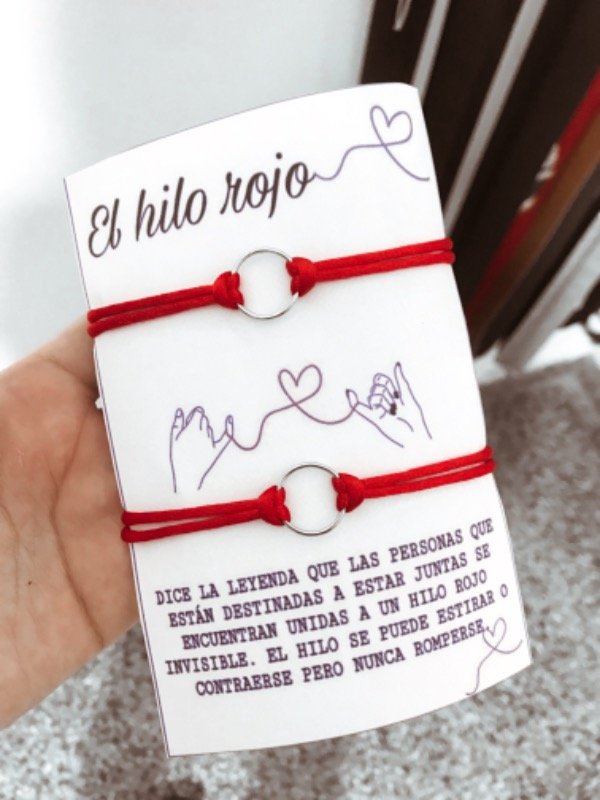 El hilo rojo
DICE LA LEYENDA QUE LAS PERSONAS QUE
ESTÁN DESTINADAS A ESTAR JUNTAS SE
ENCUENTRAN UNIDAS A UN HILO ROJO
INVISIBLE. EL HILO SE PUEDE ESTIRAR O
CONTRAERSE PERO NUNCA ROMPERSE.